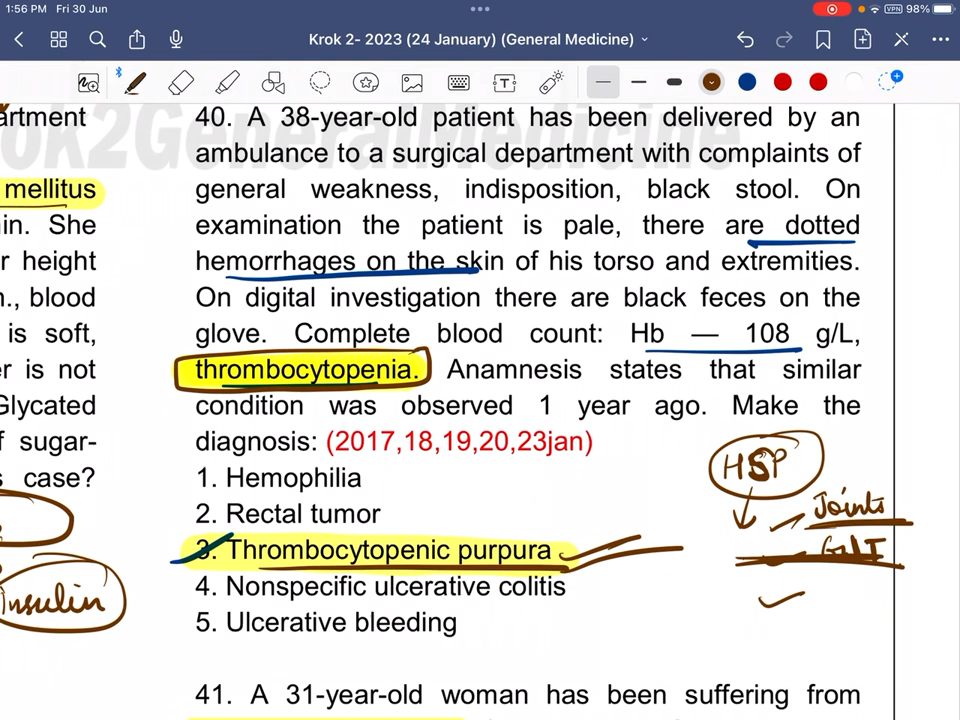 1:56 PM Fri 30 Jun
VPN 98%
Krok 2- 2023 (24 January) (General Medicine)
ok2GeneralMedicine
artment
mellitus
in. She
r height
n., blood
is soft,
er is not
Glycated
f sugar-
s case?
Insulin
40. A 38-year-old patient has been delivered by an
ambulance to a surgical department with complaints of
general weakness, indisposition, black stool. On
examination the patient is pale, there are dotted
hemorrhages on the skin of his torso and extremities.
On digital investigation there are black feces on the
glove. Complete blood count: Hb — 108 g/L,
thrombocytopenia. Anamnesis states that similar
condition was observed 1 year ago. Make the
diagnosis: (2017,18,19,20,23jan)
1. Hemophilia
2. Rectal tumor
3. Thrombocytopenic purpura
4. Nonspecific ulcerative colitis
5. Ulcerative bleeding
HSP
Joints
41. A 31-year-old woman has been suffering from